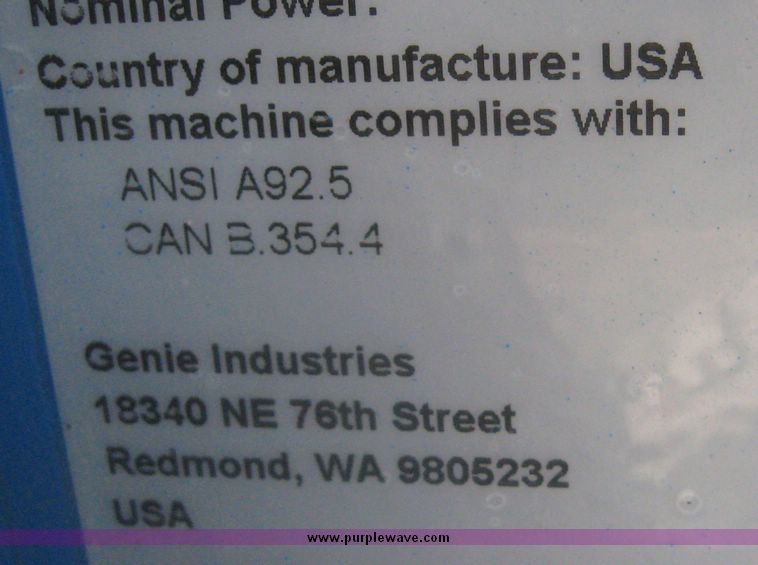 Nominal Power:
Country of manufacture: USA
This machine complies with:
ANSI A92.5
CAN B.354.4
Genie Industries
18340 NE 76th Street
Redmond, WA 9805232
USA
www.purplewave.com